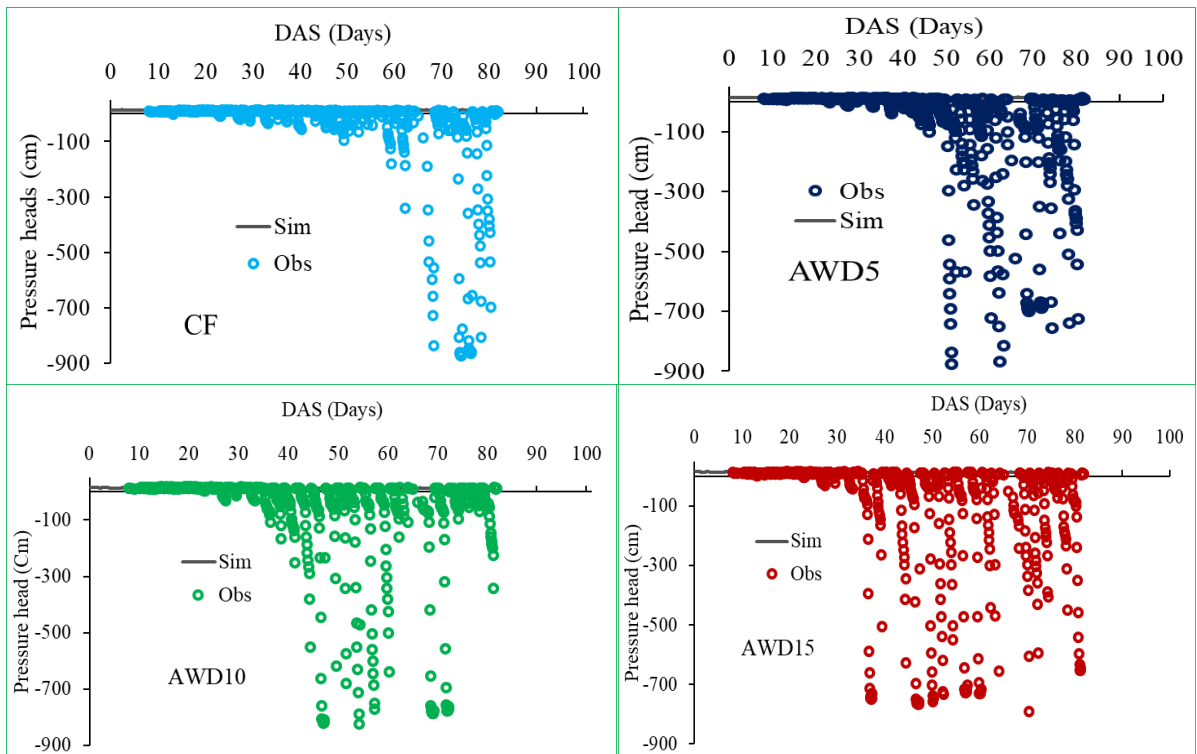 DAS (Days)
0 10 20 30 40 50 60 70 80 90 100
-100
-300
-500
-700
-900
Pressure heads (cm)
Sim
Obs
CF
DAS (Days)
0 10 20 30 40 50 60 70 80 90 100
-100
-300
-500
-700
-900
Pressure head (cm)
Obs
Sim
AWD5
DAS (Days)
0 10 20 30 40 50 60 70 80 90 100
-100
-300
-500
-700
-900
Pressure head (Cm)
Sim
Obs
AWD10
DAS (Days)
0 10 20 30 40 50 60 70 80 90 100
-100
-300
-500
-700
-900
Pressure head (cm)
Sim
Obs
AWD15